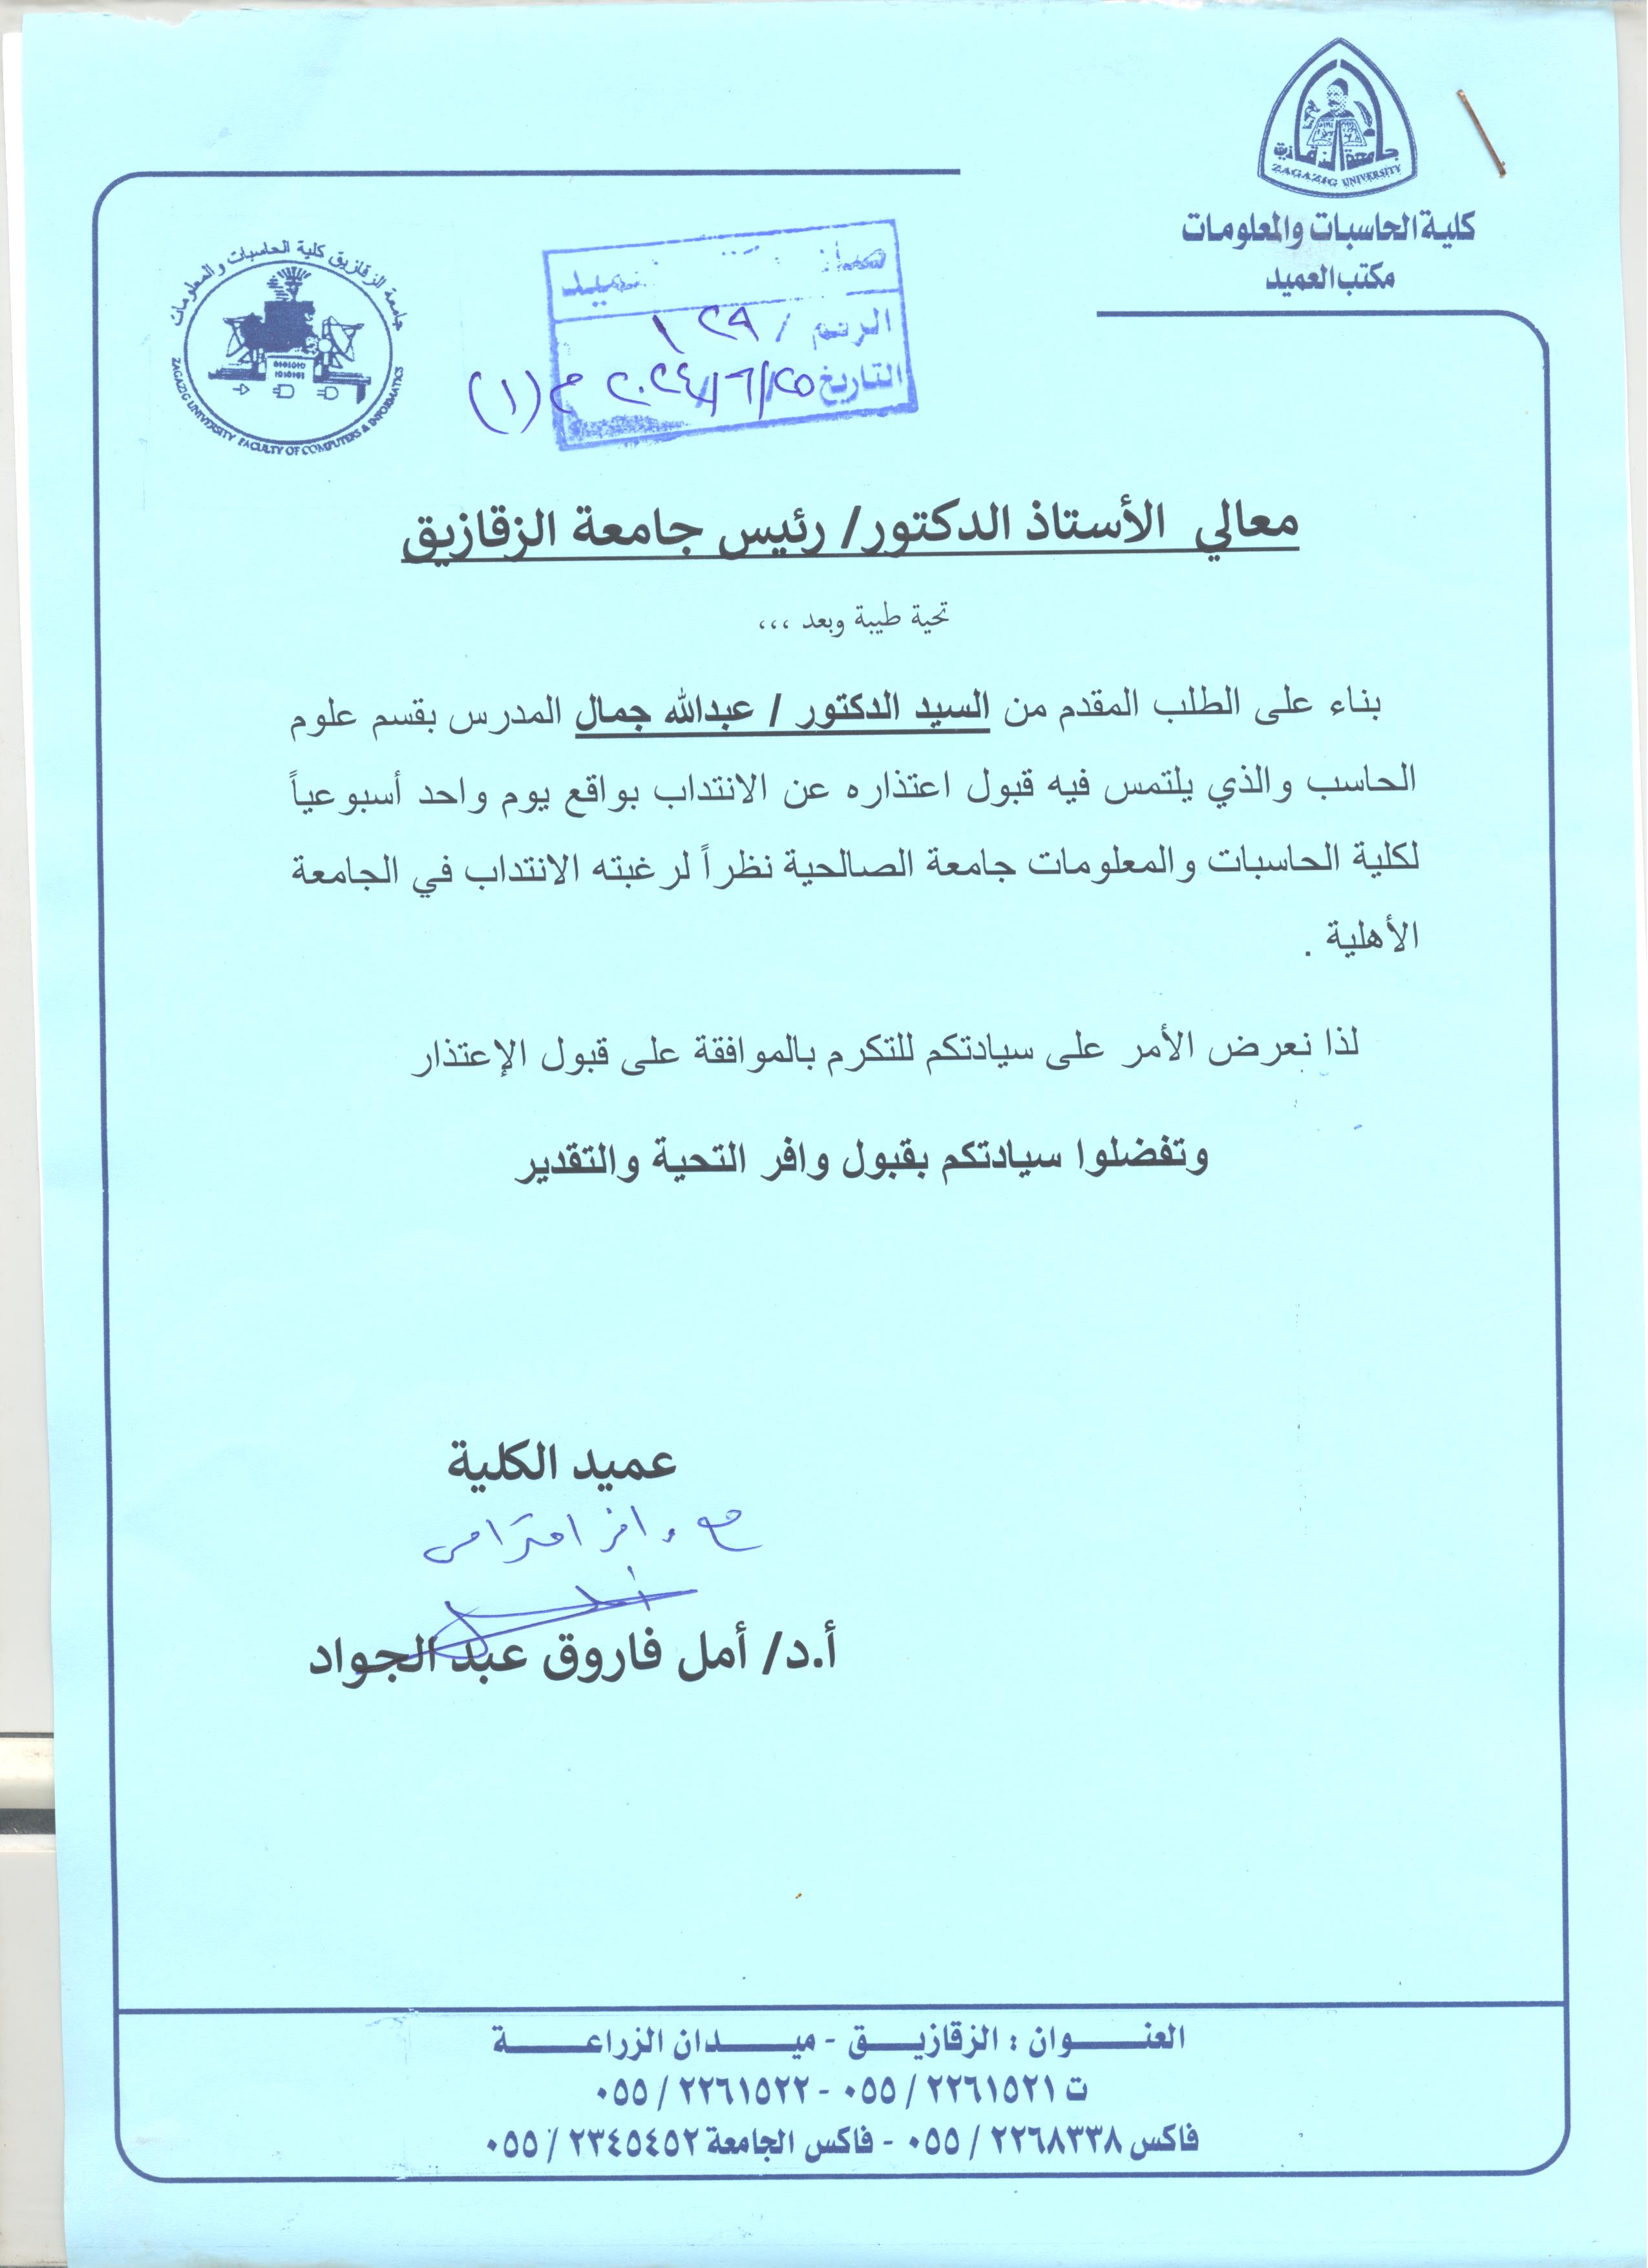 جامعة الزقازيق
ZAGAZIG UNIVERSITY
كلية الحاسبات والمعلومات
مكتب العميد
جامعة الزقازيق كلية الحاسبات والمعلومات
0101010
1010101
ZAGAZIG UNIVERSITY FACULTY OF COMPUTERS & INFORMATICS
الرقم / ١٢٩
التاريخ ٢٠٢٤/٦/٢٥ م (١)
معالي الأستاذ الدكتور/ رئيس جامعة الزقازيق
تحية طيبة وبعد ،،،
بناء على الطلب المقدم من السيد الدكتور / عبدالله جمال المدرس بقسم علوم
الحاسب والذي يلتمس فيه قبول اعتذاره عن الانتداب بواقع يوم واحد أسبوعياً
لكلية الحاسبات والمعلومات جامعة الصالحية نظراً لرغبته الانتداب في الجامعة
الأهلية .
لذا نعرض الأمر على سيادتكم للتكرم بالموافقة على قبول الإعتذار
وتفضلوا سيادتكم بقبول وافر التحية والتقدير
عميد الكلية
مع وافر احترامى
أ.د/ أمل فاروق عبد الجواد
العنـــوان : الزقازيـــق - ميـــدان الزراعـــة
ت ٢٢٦١٥٢١ / ٠٥٥ - ٢٢٦١٥٢٢ / ٠٥٥
فاكس ٢٢٦٨٣٣٨ / ٠٥٥ - فاكس الجامعة ٢٣٤٥٤٥٢ / ٠٥٥